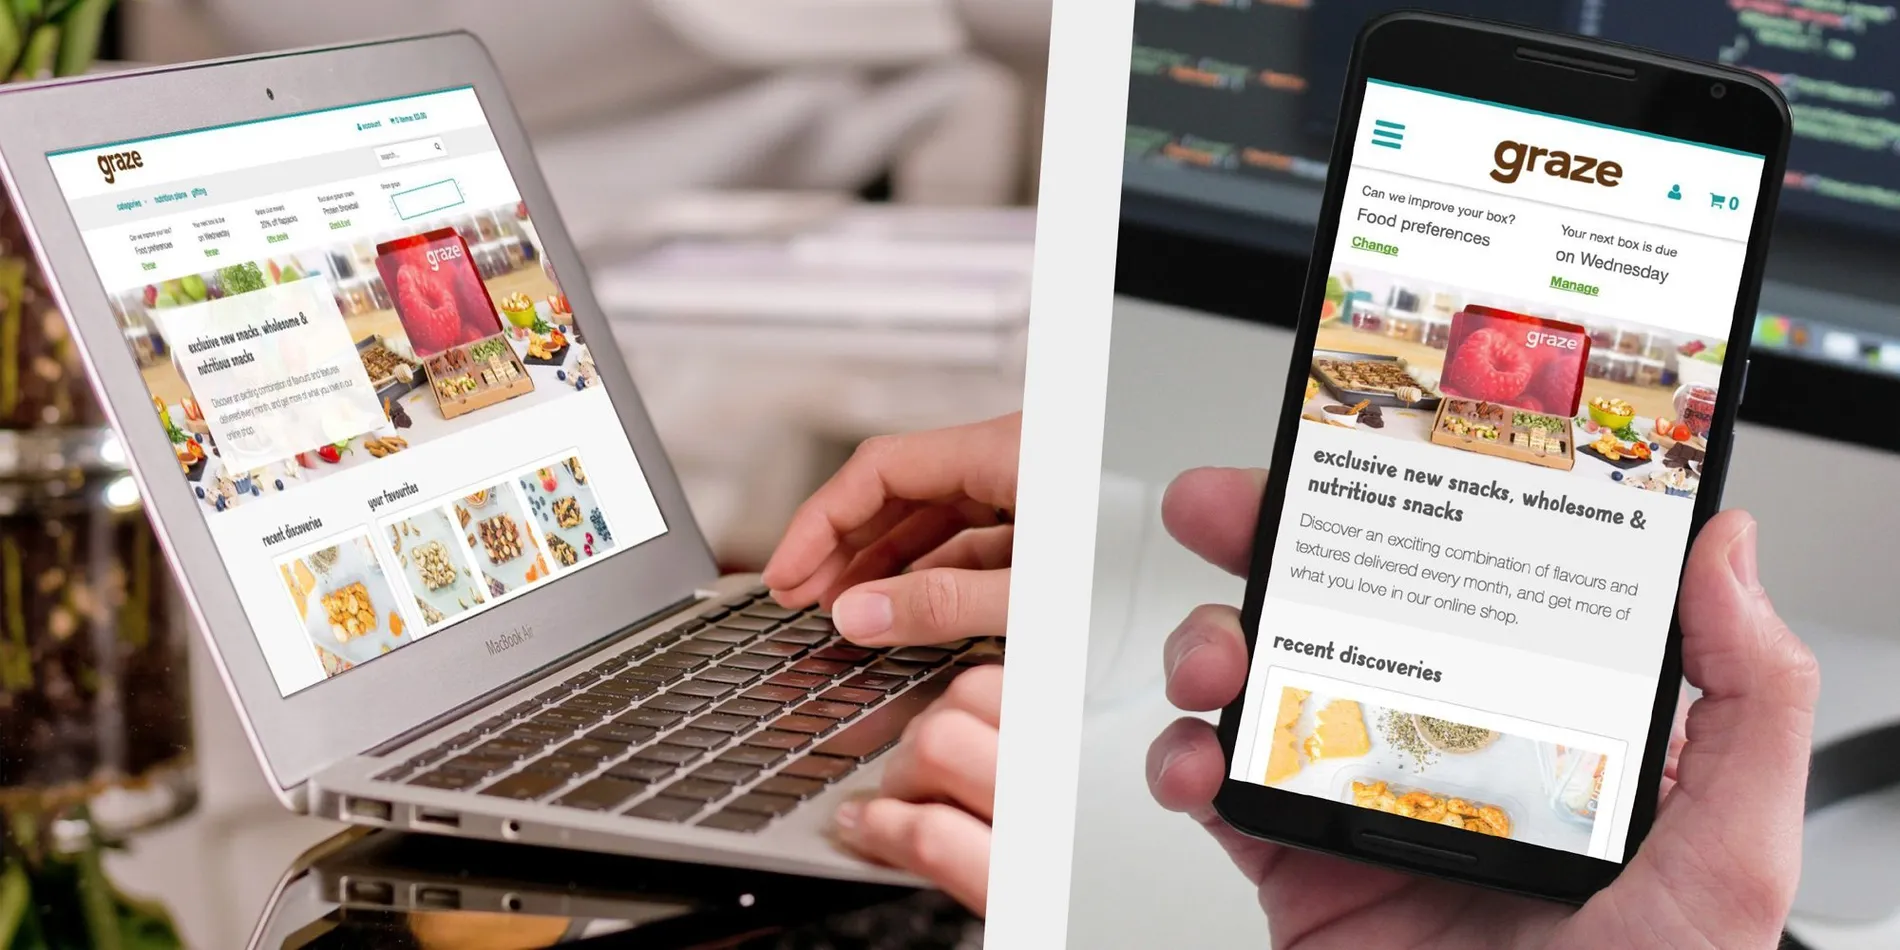 graze
account
0 items: £0.00
search...
categories
nutrition plans
gifting
Can we improve your box?
Food preferences
Your next box is due
on Wednesday
20% off flapjacks
Protein Snowball
graze
exclusive new snacks, wholesome &
nutritious snacks
Discover an exciting combination of flavours and textures
delivered every month, and get more of what you love in our
online shop.
recent discoveries
your favourites
MacBook Air
graze
0
Can we improve your box?
Food preferences
Change
Your next box is due
on Wednesday
Manage
graze
exclusive new snacks, wholesome &
nutritious snacks
Discover an exciting combination of flavours and
textures delivered every month, and get more of
what you love in our online shop.
recent discoveries